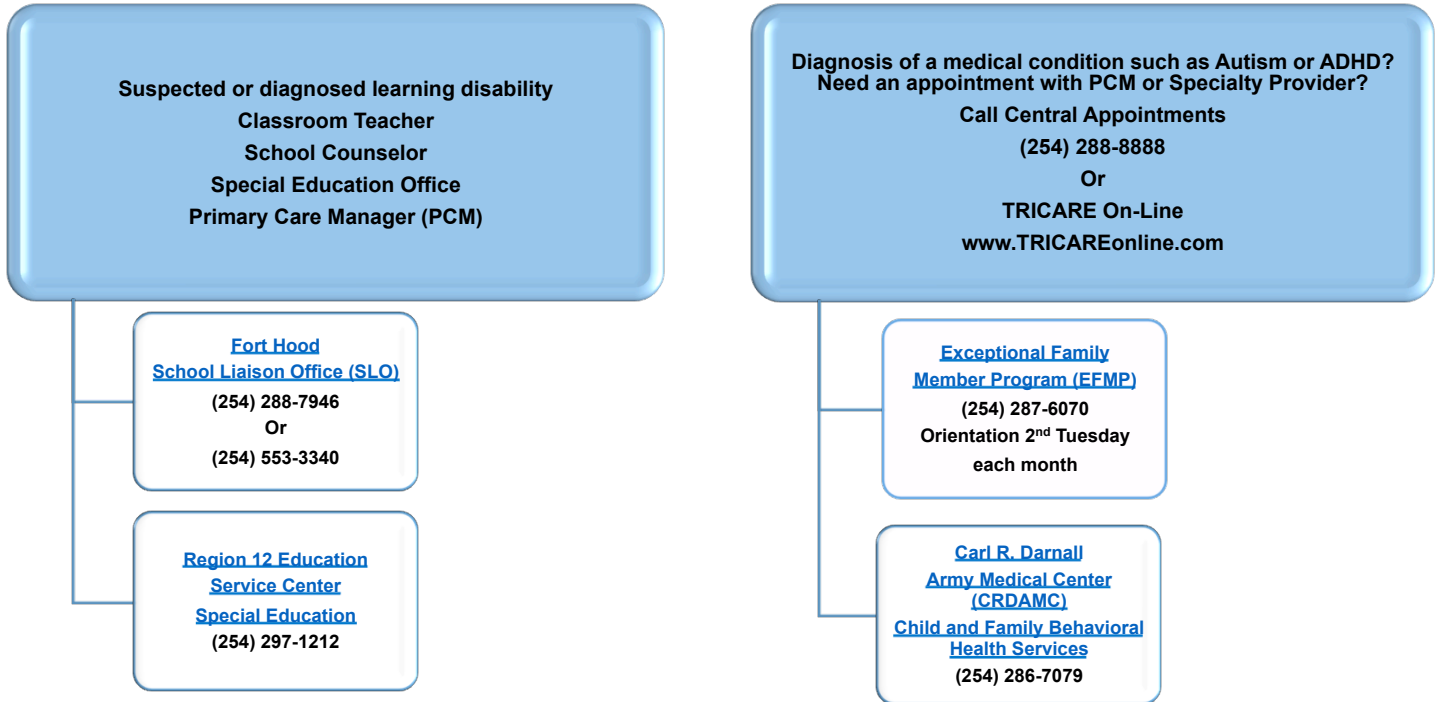 Suspected or diagnosed learning disability
Classroom Teacher
School Counselor
Special Education Office
Primary Care Manager (PCM)
Fort Hood
School Liaison Office (SLO)
(254) 288-7946
Or
(254) 553-3340
Region 12 Education
Service Center
Special Education
(254) 297-1212
Diagnosis of a medical condition such as Autism or ADHD?
Need an appointment with PCM or Specialty Provider?
Call Central Appointments
(254) 288-8888
Or
TRICARE On-Line
www.TRICAREonline.com
Exceptional Family
Member Program (EFMP)
(254) 287-6070
Orientation 2nd Tuesday
each month
Carl R. Darnall
Army Medical Center
(CRDAMC)
Child and Family Behavioral
Health Services
(254) 286-7079